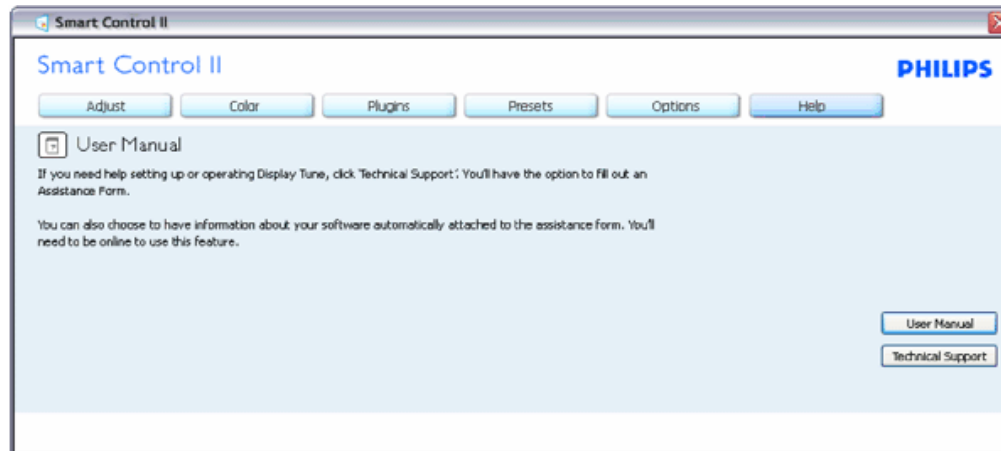 Smart Control II
Smart Control II
PHILIPS
Adjust Color Plugins Presets Options Help
User Manual
If you need help setting up or operating Display Tune, click 'Technical Support'. You'll have the option to fill out an
Assistance Form.
You can also choose to have information about your software automatically attached to the assistance form. You'll
need to be online to use this feature.
User Manual
Technical Support